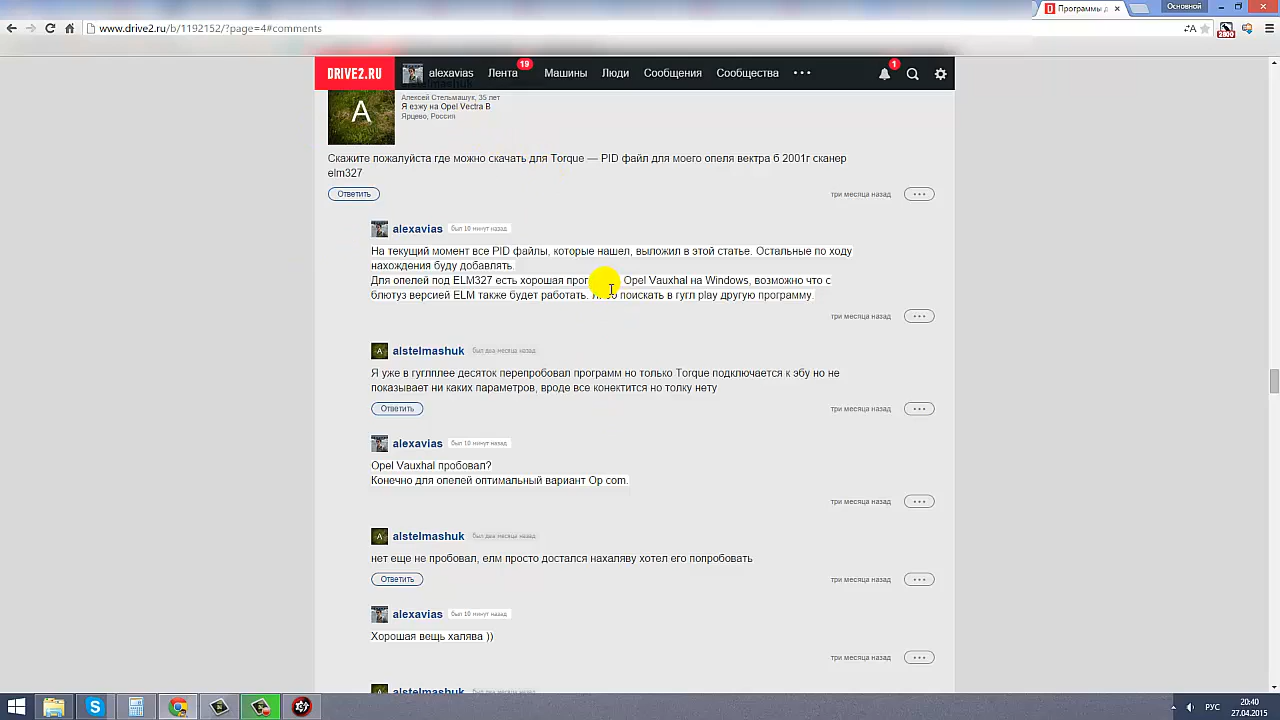 Программы д
Основной
www.drive2.ru/b/1192152/?page=4#comments
2800
DRIVE2.RU
alexavias
Лента
19
Машины
Люди
Сообщения
Сообщества
1
A
Алексей Стельмашук, 35 лет
Я езжу на Opel Vectra B
Ярцево, Россия
Скажите пожалуйста где можно скачать для Torque — PID файл для моего опеля вектра б 2001г сканер
elm327
Ответить
три месяца назад
alexavias был 10 минут назад
На текущий момент все PID файлы, которые нашел, выложил в этой статье. Остальные по ходу
нахождения буду добавлять.
Для опелей под ELM327 есть хорошая Opel Vauxhal на Windows, возможно что с
блютуз версией ELM также будет работать. поискать в гугл play другую программу.
три месяца назад
A alstelmashuk был два месяца назад
Я уже в гуглплее десяток перепробовал программ но только Torque подключается к эбу но не
показывает ни каких параметров, вроде все конектится но толку нету
Ответить
три месяца назад
alexavias был 10 минут назад
Opel Vauxhal пробовал?
Конечно для опелей оптимальный вариант Op com.
три месяца назад
A alstelmashuk был два месяца назад
нет еще не пробовал, елм просто достался нахаляву хотел его попробовать
Ответить
три месяца назад
alexavias был 10 минут назад
Хорошая вещь халява ))
три месяца назад
alstelmashuk
РУС
20:40
27.04.2015